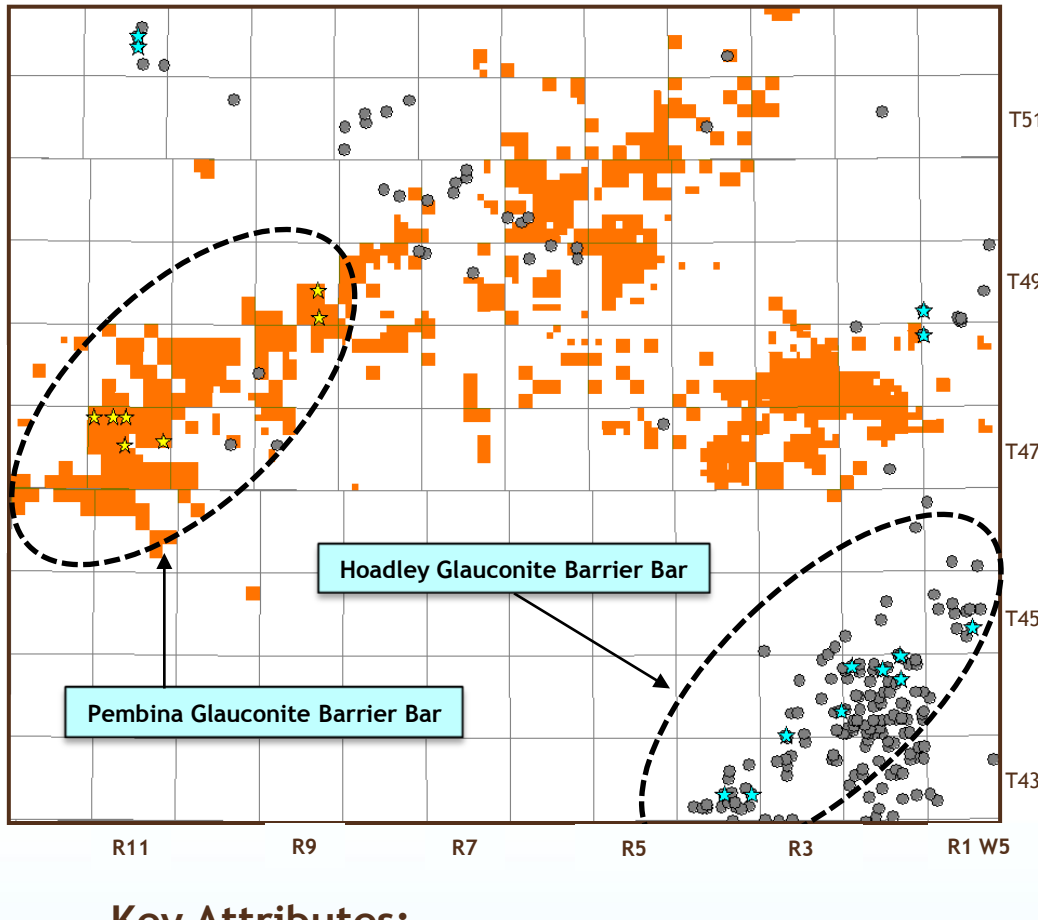 T51
T49
Hoadley Glauconite Barrier Bar
T47
T45
Pembina Glauconite Barrier Bar
T43
R11 R9 R7 R5 R3 R1 W5
Key Attributes: